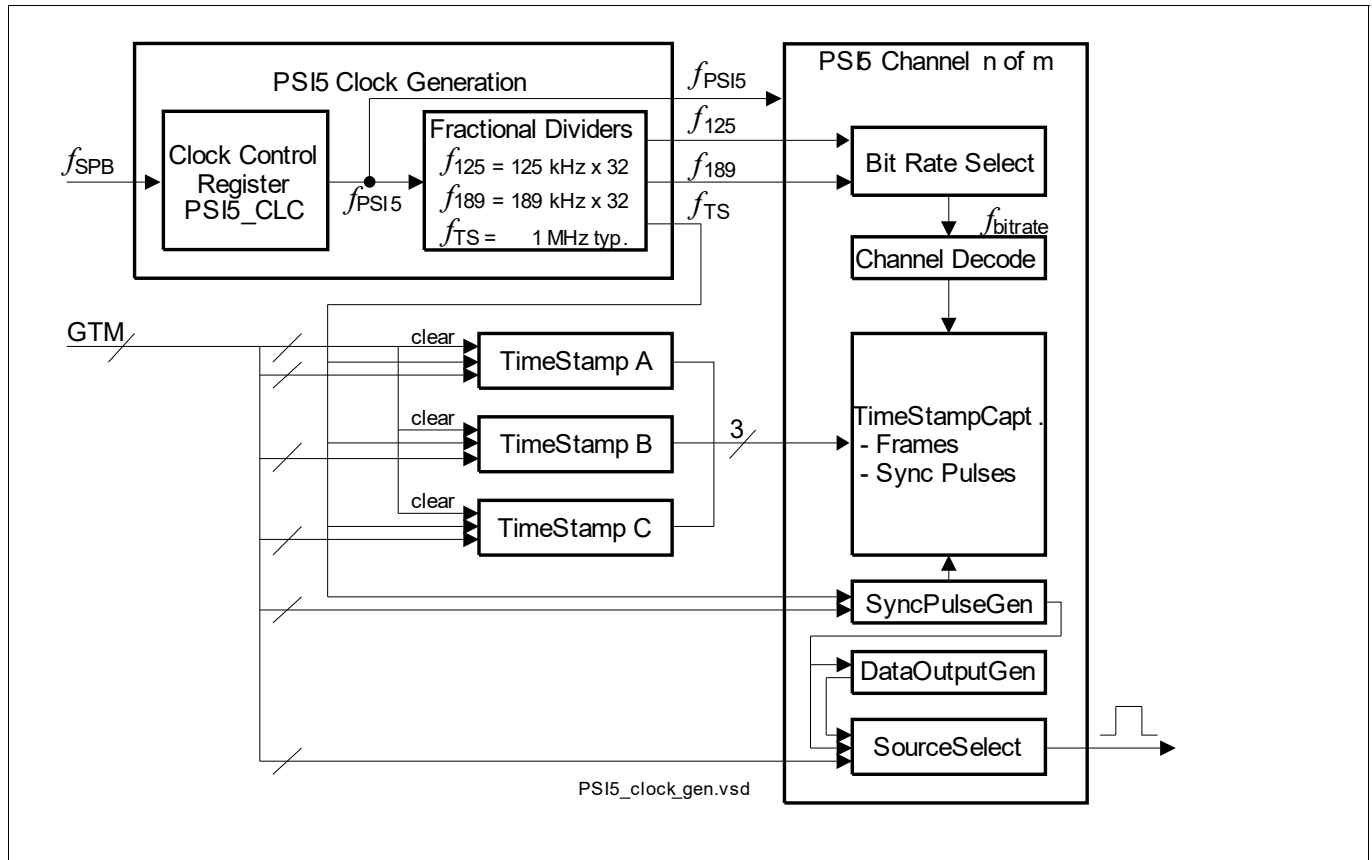 PSI5 Clock Generation
fSPB
Clock Control
Register
PSI5_CLC
fPSI5
Fractional Dividers
f125 = 125 kHz x 32
f189 = 189 kHz x 32
fTS = 1 MHz typ.
fPSI5
f125
f189
fTS
PSI5 Channel n of m
Bit Rate Select
fbitrate
Channel Decode
GTM
clear
TimeStamp A
clear
TimeStamp B
3
clear
TimeStamp C
TimeStampCapt .
- Frames
- Sync Pulses
SyncPulseGen
DataOutputGen
SourceSelect
PSI5_clock_gen.vsd